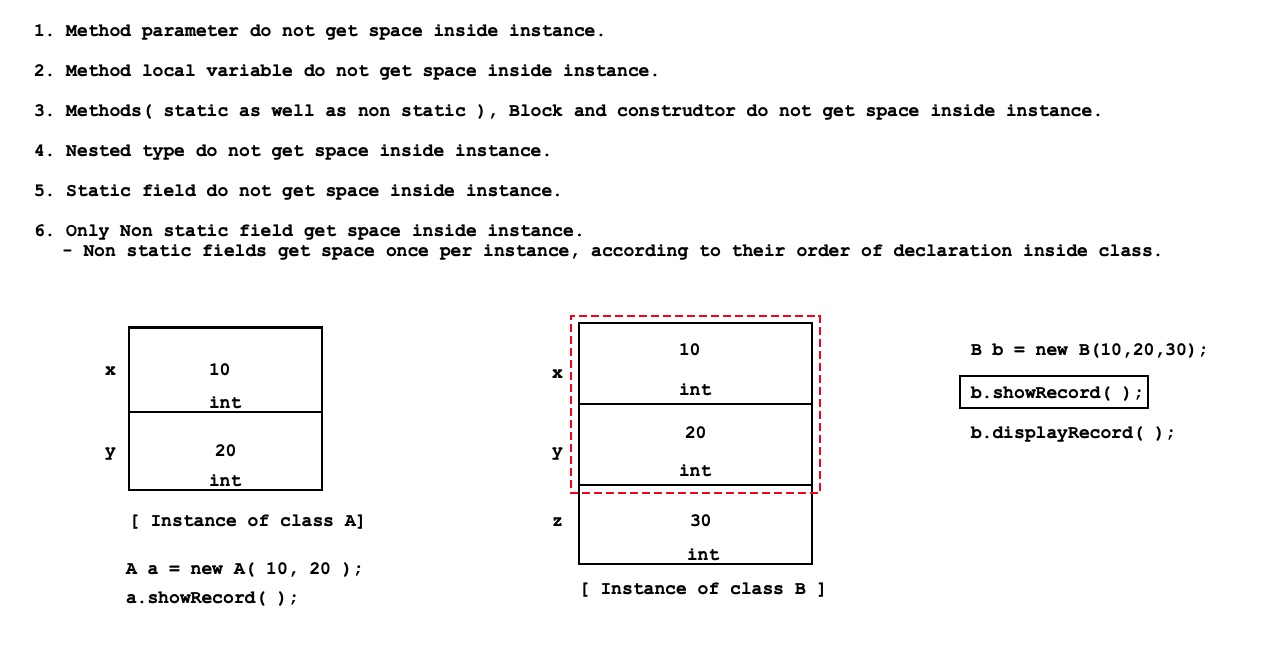 1. Method parameter do not get space inside instance.
2. Method local variable do not get space inside instance.
3. Methods( static as well as non static ), Block and construdtor do not get space inside instance.
4. Nested type do not get space inside instance.
5. Static field do not get space inside instance.
6. Only Non static field get space inside instance.
- Non static fields get space once per instance, according to their order of declaration inside class.
x
10
int
y
20
int
[ Instance of class A]
A a = new A( 10, 20 );
a.showRecord( );
x
10
int
y
20
int
z
30
int
[ Instance of class B ]
B b = new B(10,20,30);
b.showRecord( );
b.displayRecord( );